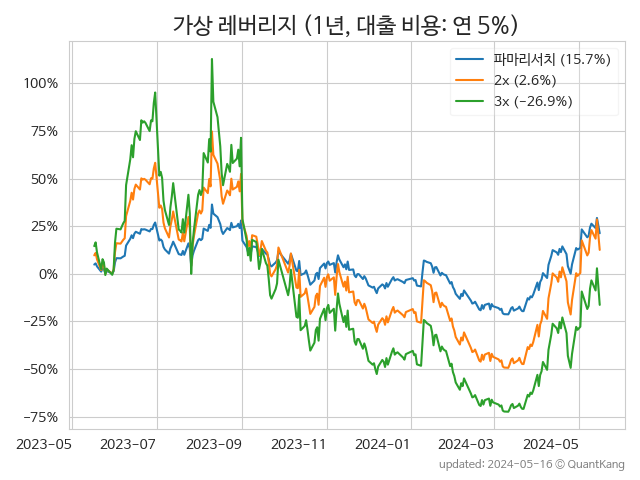 가상 레버리지 (1년, 대출 비용: 연 5%)
파마리서치 (15.7%)
2x (2.6%)
3x (−26.9%)
100%
75%
50%
25%
0%
−25%
−50%
−75%
2023-05 2023-07 2023-09 2023-11 2024-01 2024-03 2024-05
updated: 2024-05-16 © QuantKang